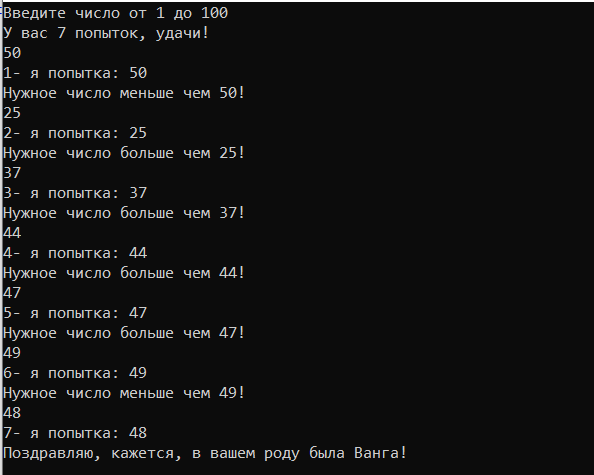 Введите число от 1 до 100
У вас 7 попыток, удачи!
50
1- я попытка: 50
Нужное число меньше чем 50!
25
2- я попытка: 25
Нужное число больше чем 25!
37
3- я попытка: 37
Нужное число больше чем 37!
44
4- я попытка: 44
Нужное число больше чем 44!
47
5- я попытка: 47
Нужное число больше чем 47!
49
6- я попытка: 49
Нужное число меньше чем 49!
48
7- я попытка: 48
Поздравляю, кажется, в вашем роду была Ванга!